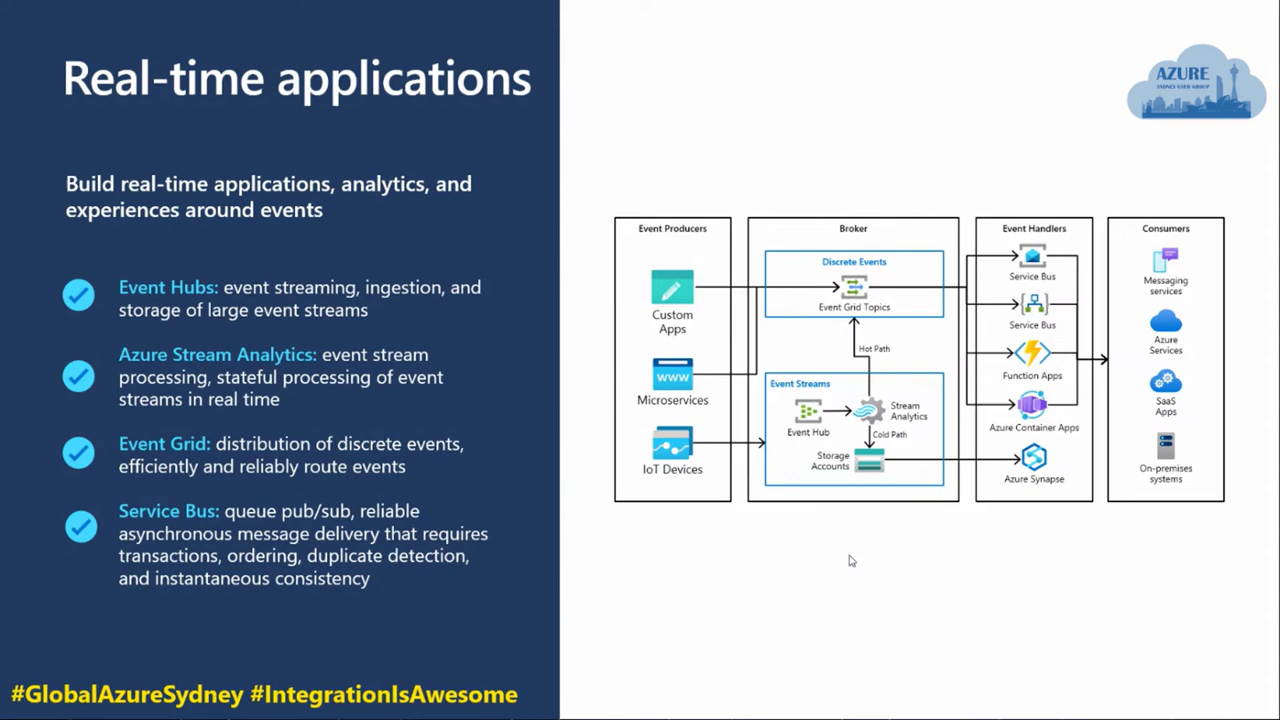 Real-time applications
AZURE
SYDNEY USER GROUP
Build real-time applications, analytics, and
experiences around events
Event Hubs: event streaming, ingestion, and
storage of large event streams
Azure Stream Analytics: event stream
processing, stateful processing of event
streams in real time
Event Grid: distribution of discrete events,
efficiently and reliably route events
Service Bus: queue pub/sub, reliable
asynchronous message delivery that requires
transactions, ordering, duplicate detection,
and instantaneous consistency
#GlobalAzureSydney #IntegrationIsAwesome
Event Producers
Custom
Apps
WWW
Microservices
IoT Devices
Broker
Discrete Events
Event Grid Topics
Hot Path
Event Streams
Event Hub
Stream
Analytics
Cold Path
Storage
Accounts
Event Handlers
Service Bus
Service Bus
Function Apps
Azure Container Apps
Azure Synapse
Consumers
Messaging
services
Azure
Services
SaaS
Apps
On-premises
systems